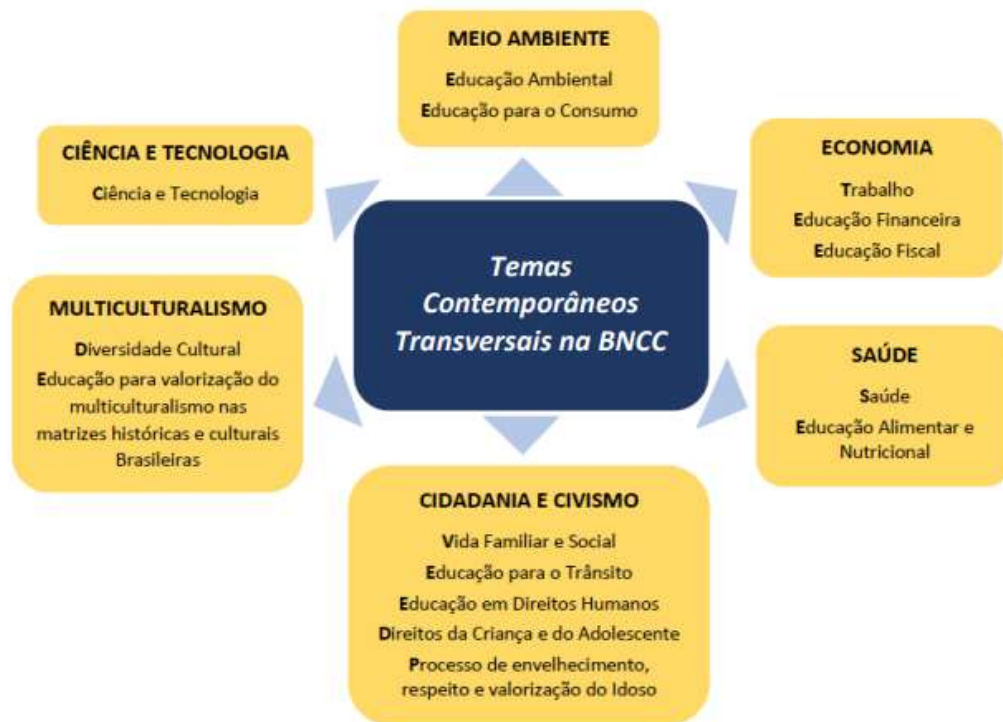 MEIO AMBIENTE
Educação Ambiental
Educação para o Consumo
CIÊNCIA E TECNOLOGIA
Ciência e Tecnologia
ECONOMIA
Trabalho
Educação Financeira
Educação Fiscal
Temas
Contemporâneos
Transversais na BNCC
MULTICULTURALISMO
Diversidade Cultural
Educação para valorização do
multiculturalismo nas
matrizes históricas e culturais
Brasileiras
SAÚDE
Saúde
Educação Alimentar e
Nutricional
CIDADANIA E CIVISMO
Vida Familiar e Social
Educação para o Trânsito
Educação em Direitos Humanos
Direitos da Criança e do Adolescente
Processo de envelhecimento,
respeito e valorização do Idoso